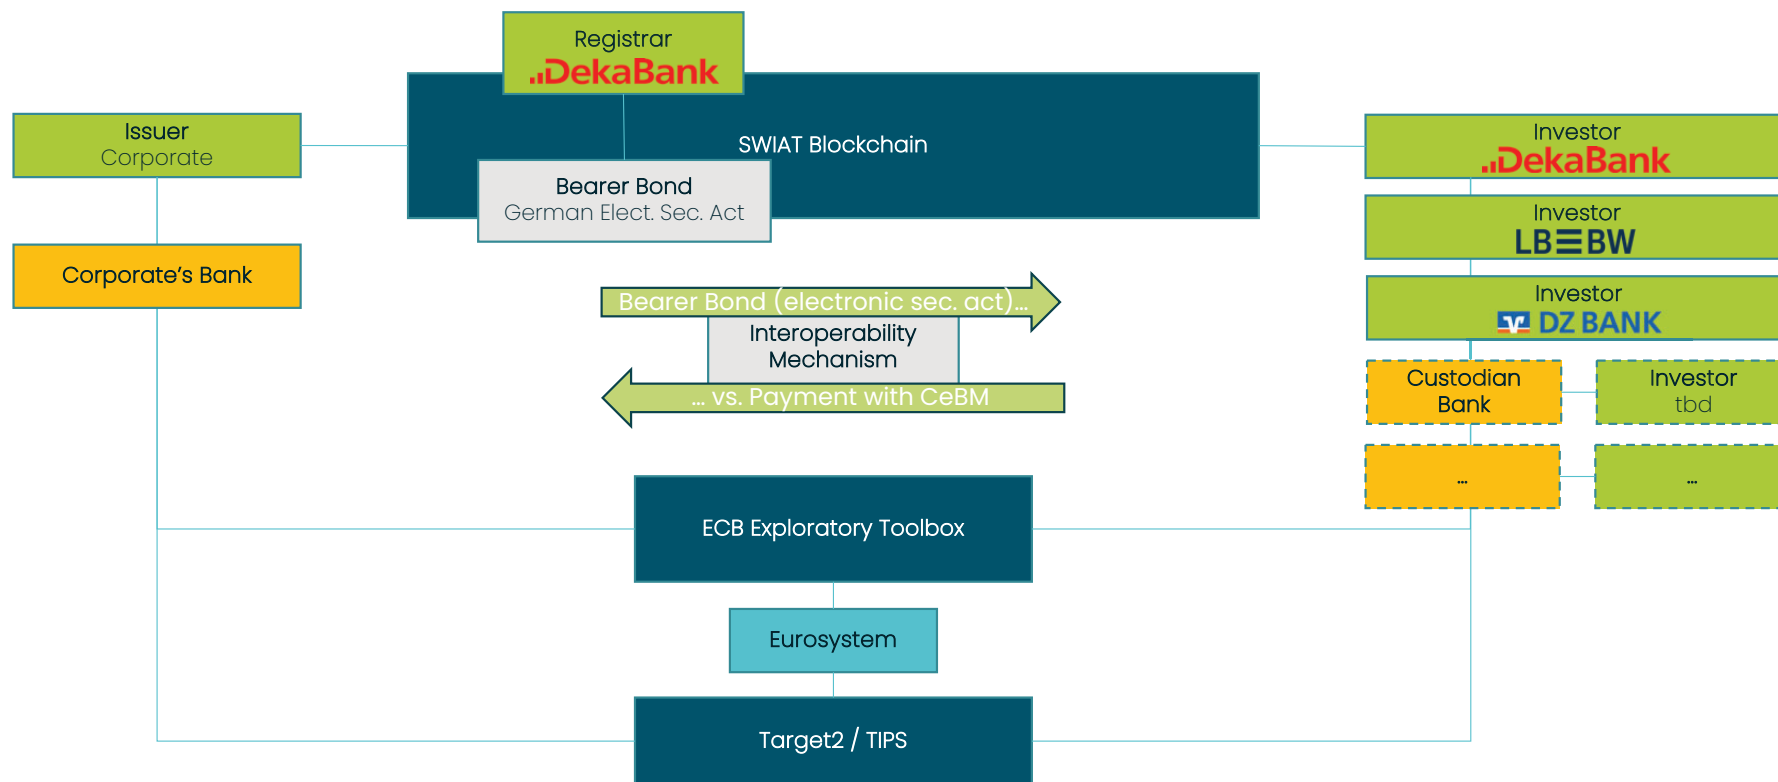 Registrar
DekaBank
SWIAT Blockchain
Bearer Bond
German Elect. Sec. Act
Issuer
Corporate
Corporate's Bank
Investor
DekaBank
Investor
LB≡BW
Investor
DZ BANK
Custodian
Bank
Investor
tbd
...
...
Bearer Bond (electronic sec. act)...
Interoperability
Mechanism
... vs. Payment with CeBM
ECB Exploratory Toolbox
Eurosystem
Target2 / TIPS